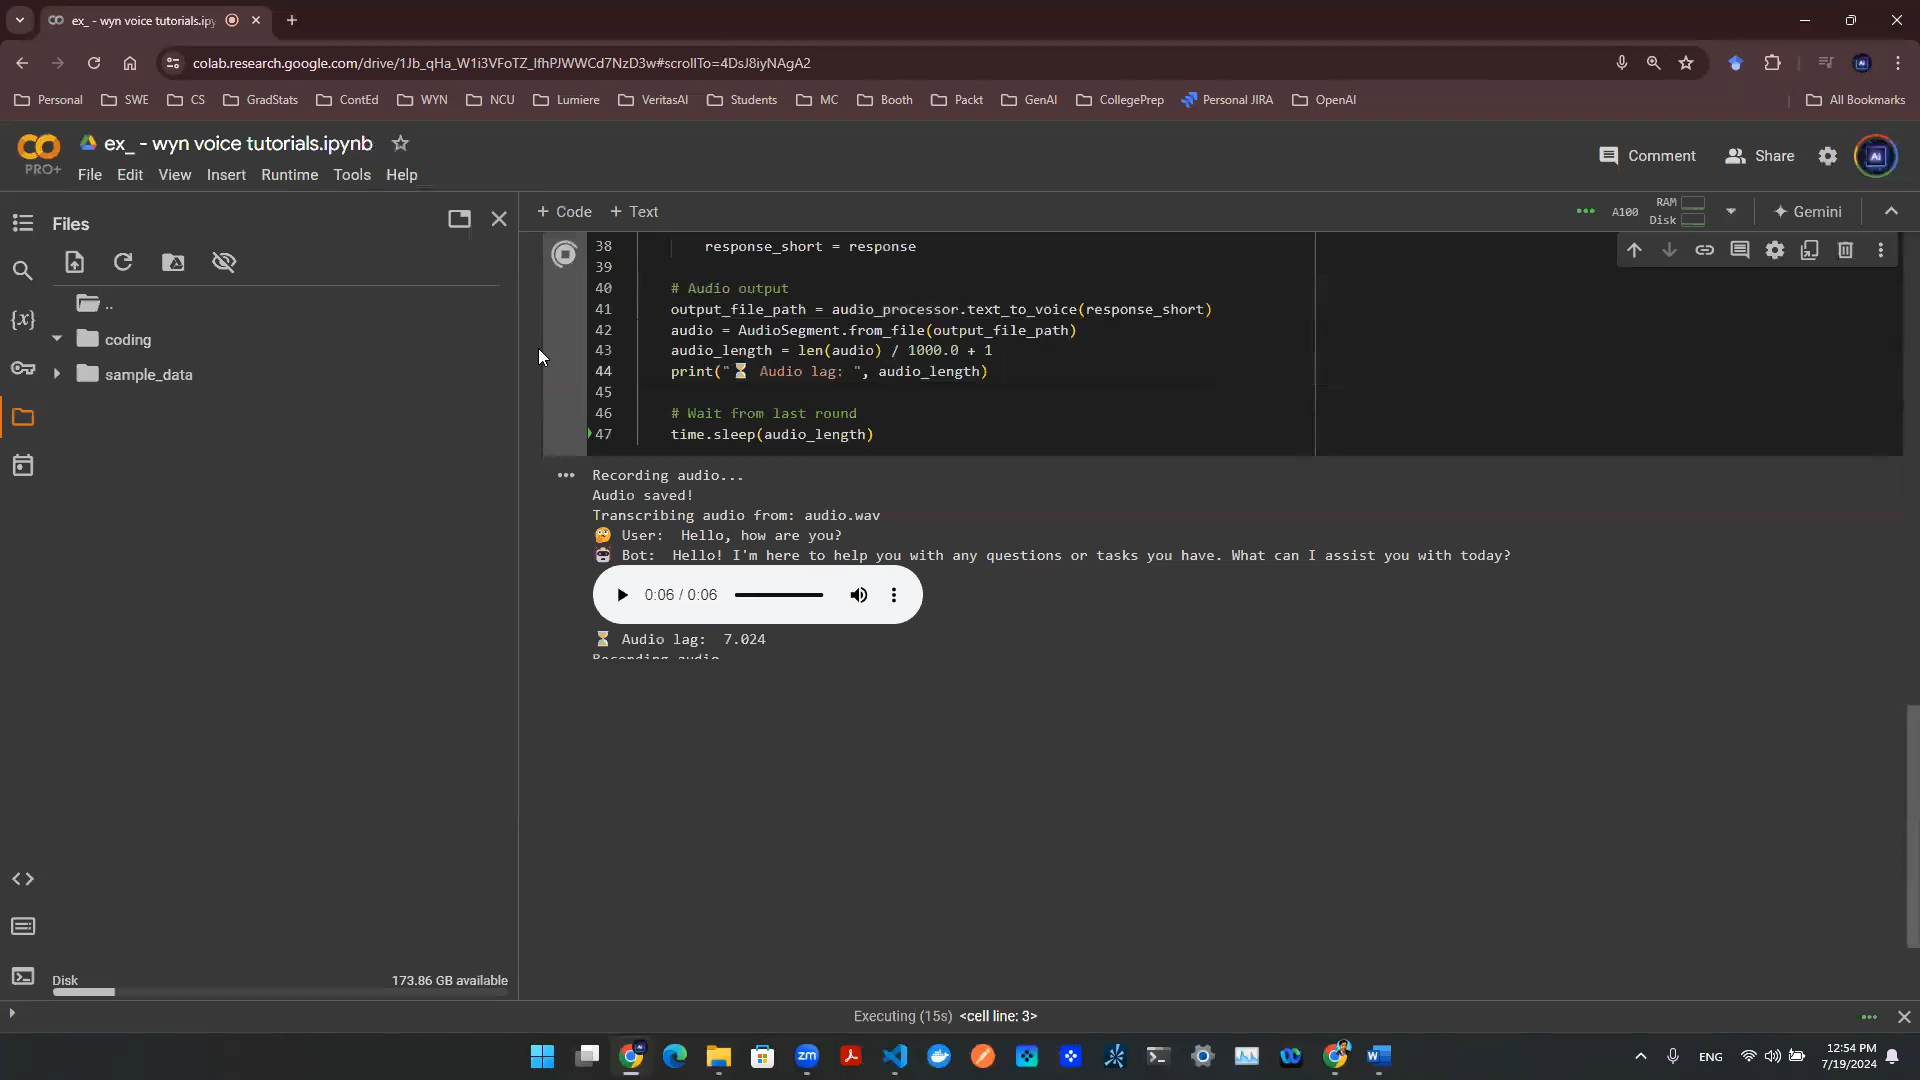 ex_ - wyn voice tutorials.ipy
colab.research.google.com/drive/1Jb_qHa_W1i3VFoTZ_IfhPJWWCd7NzD3w#scrollTo=4DsJ8iyNAgA2
Personal SWE CS GradStats ContEd WYN NCU Lumiere VeritasAI Students MC Booth Packt GenAI CollegePrep Personal JIRA OpenAI All Bookmarks
CO PRO+
ex_ - wyn voice tutorials.ipynb
File Edit View Insert Runtime Tools Help
Comment Share
Ai
Files
+ Code + Text
A100 RAM Disk
Gemini
..
coding
sample_data
{x}
38 response_short = response
39
40 # Audio output
41 output_file_path = audio_processor.text_to_voice(response_short)
42 audio = AudioSegment.from_file(output_file_path)
43 audio_length = len(audio) / 1000.0 + 1
44 print("⏳ Audio lag: ", audio_length)
45
46 # Wait from last round
47 time.sleep(audio_length)
Recording audio...
Audio saved!
Transcribing audio from: audio.wav
🤔 User: Hello, how are you?
🤖 Bot: Hello! I'm here to help you with any questions or tasks you have. What can I assist you with today?
0:06 / 0:06
⏳ Audio lag: 7.024
Recording audio
Disk 173.86 GB available
Executing (15s) <cell line: 3>
zm
ENG
12:54 PM
7/19/2024